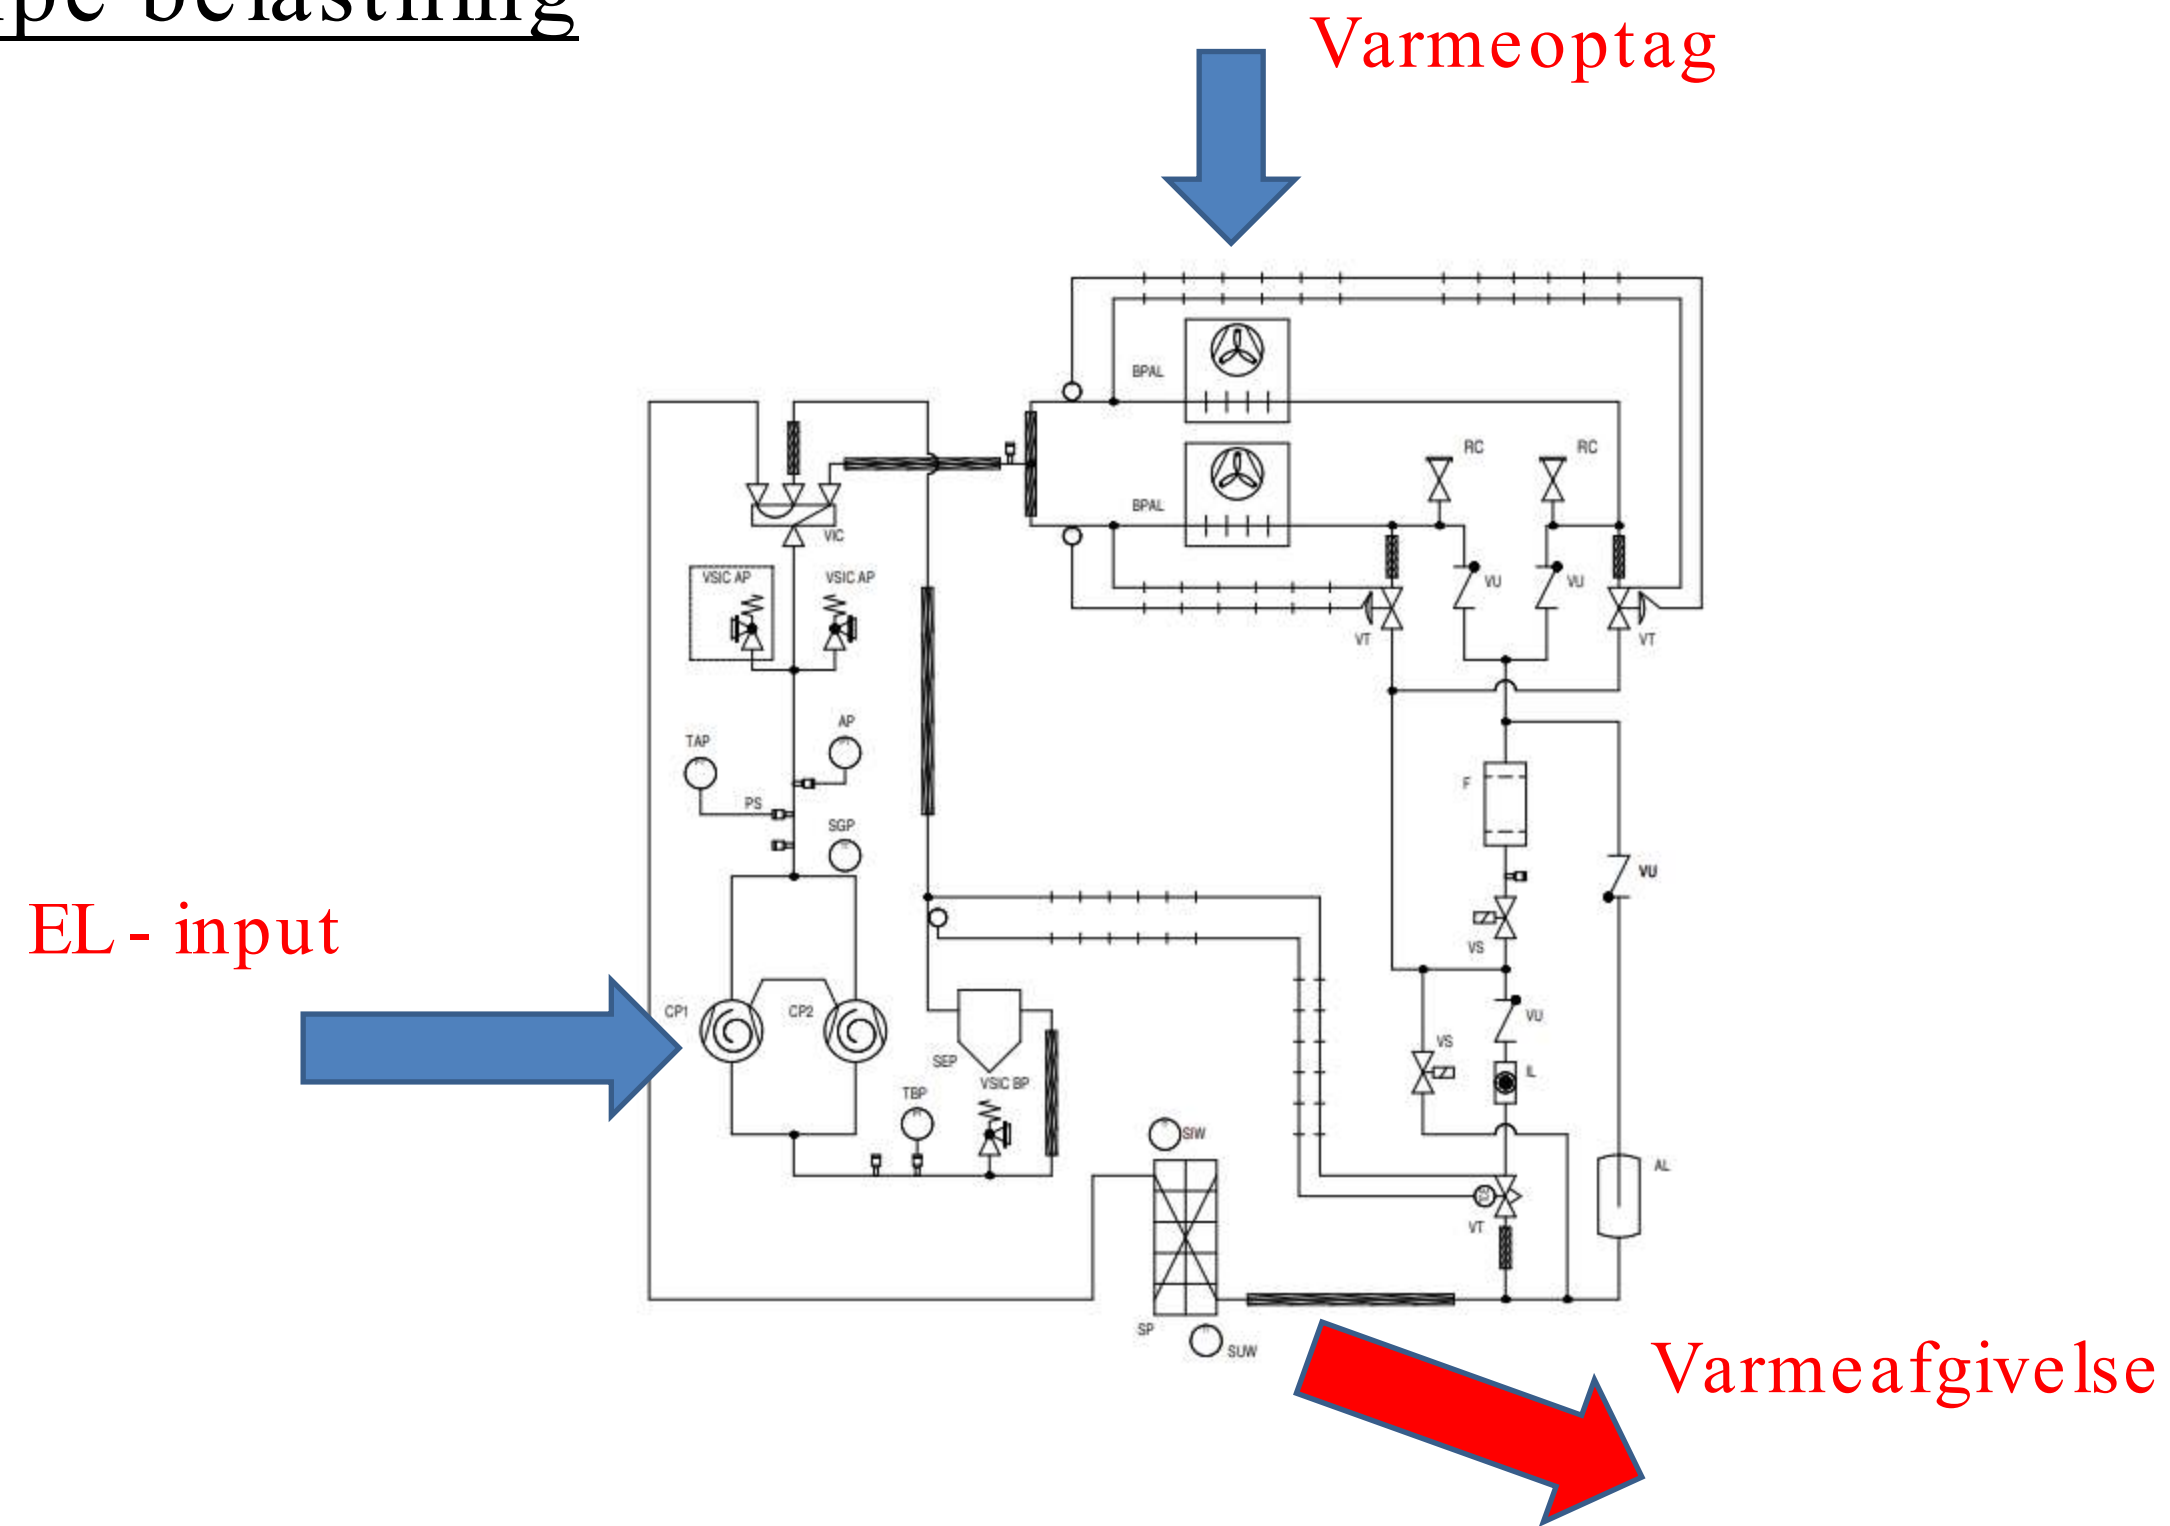 belastning
Varmeoptag
BPAL
RC
RC
BPAL
VIC
VSIC AP
VSIC AP
VU
VU
VT
VT
AP
TAP
F
PS
SGP
VU
EL- input
VS
CP1
CP2
VU
VS
SEP
IL
VSIC BP
TBP
SIW
AL
VT
SP
SUW
Varmeafgivelse